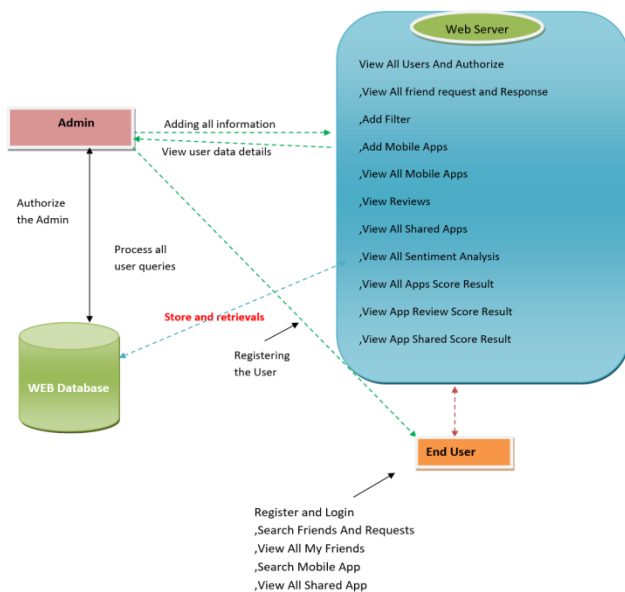 Web Server
View All Users And Authorize
,View All friend request and Response
,Add Filter
,Add Mobile Apps
,View All Mobile Apps
,View Reviews
,View All Shared Apps
,View All Sentiment Analysis
,View All Apps Score Result
,View App Review Score Result
,View App Shared Score Result
Admin
Adding all information
View user data details
Authorize
the Admin
Process all
user queries
Store and retrievals
Registering
the User
WEB Database
End User
Register and Login
,Search Friends And Requests
,View All My Friends
,Search Mobile App
,View All Shared App